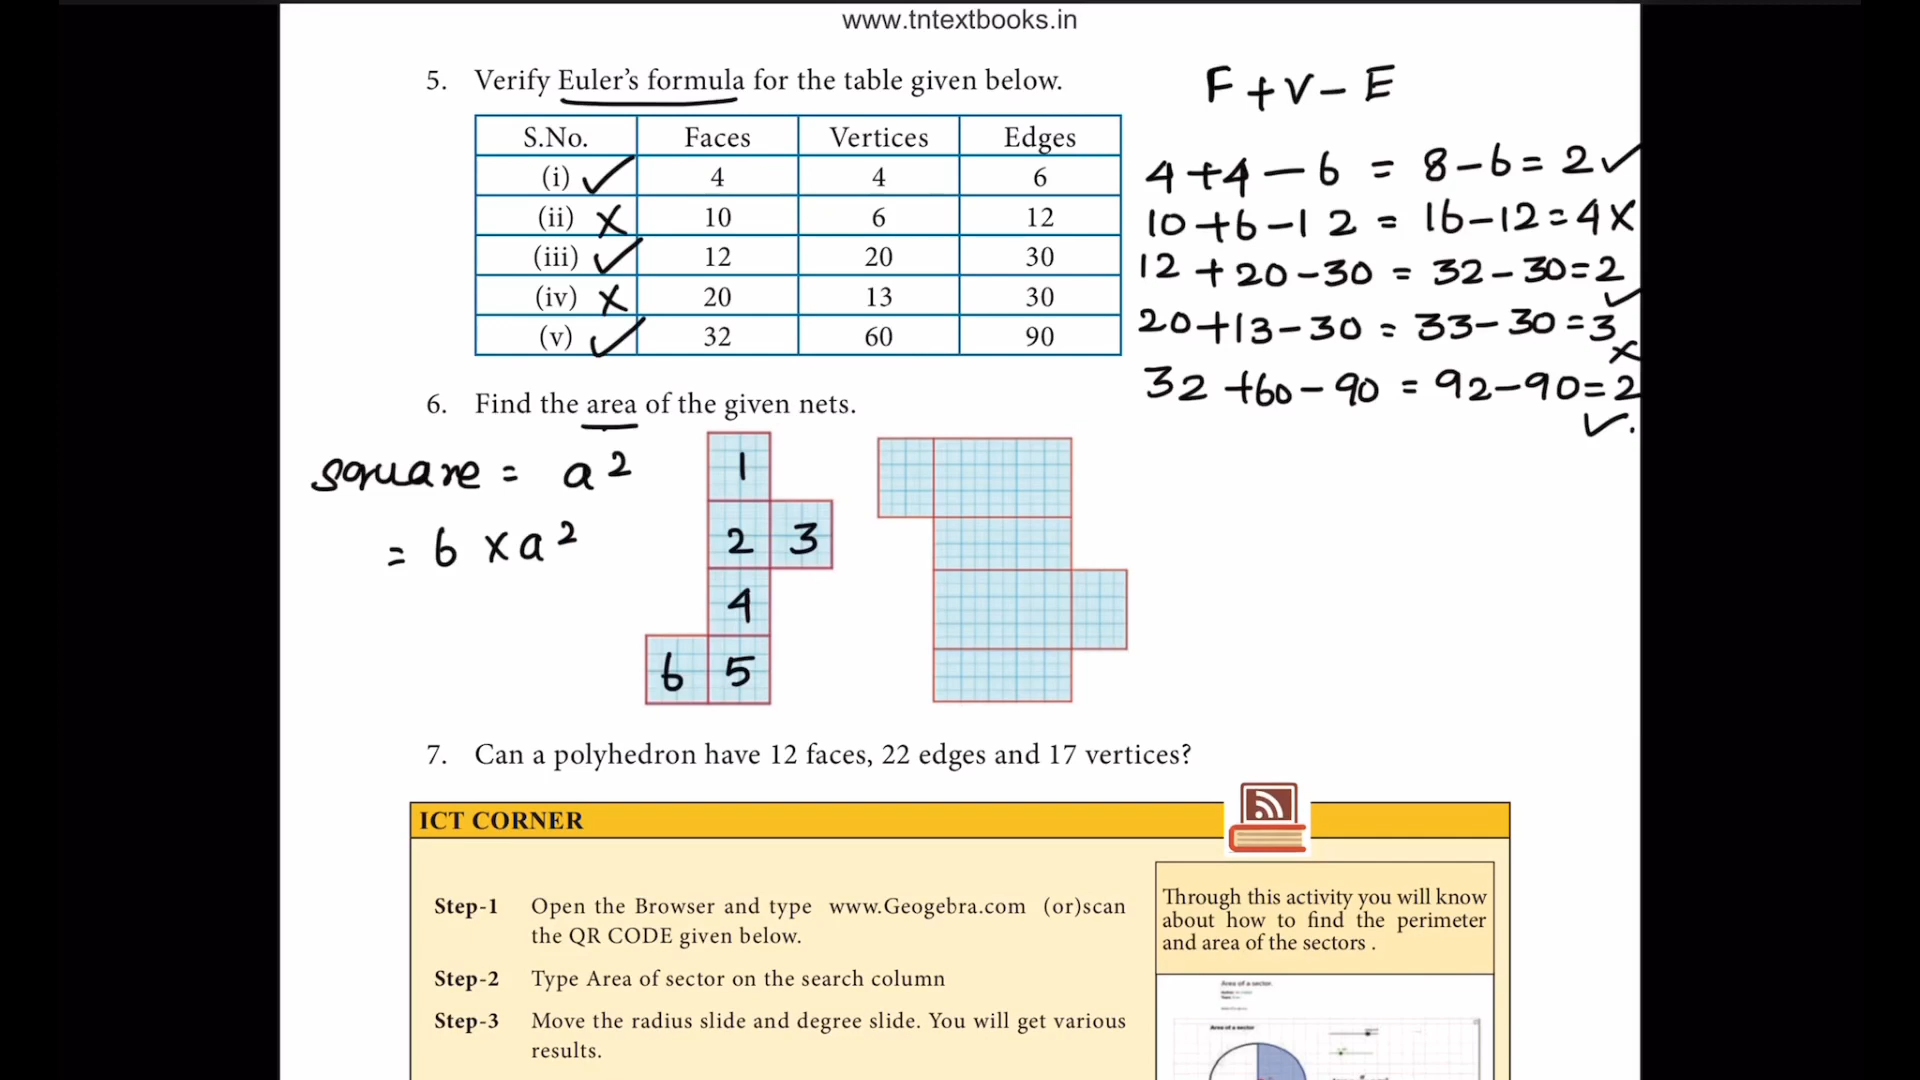 www.tntextbooks.in
5. Verify Euler's formula for the table given below.
F + V - E
S.No. Faces Vertices Edges
(i) ✓ 4 4 6
4 + 4 - 6 = 8 - 6 = 2 ✓
(ii) × 10 6 12
10 + 6 - 12 = 16 - 12 = 4 ×
(iii) ✓ 12 20 30
12 + 20 - 30 = 32 - 30 = 2 ✓
(iv) × 20 13 30
20 + 13 - 30 = 33 - 30 = 3 ×
(v) ✓ 32 60 90
32 + 60 - 90 = 92 - 90 = 2 ✓.
6. Find the area of the given nets.
square = a²
= 6 × a²
1
2 3
4
6 5
7. Can a polyhedron have 12 faces, 22 edges and 17 vertices?
ICT CORNER
Step-1 Open the Browser and type www.Geogebra.com (or)scan
the QR CODE given below.
Step-2 Type Area of sector on the search column
Step-3 Move the radius slide and degree slide. You will get various
results.
Through this activity you will know
about how to find the perimeter
and area of the sectors .
Area of a sector
Area of a sector